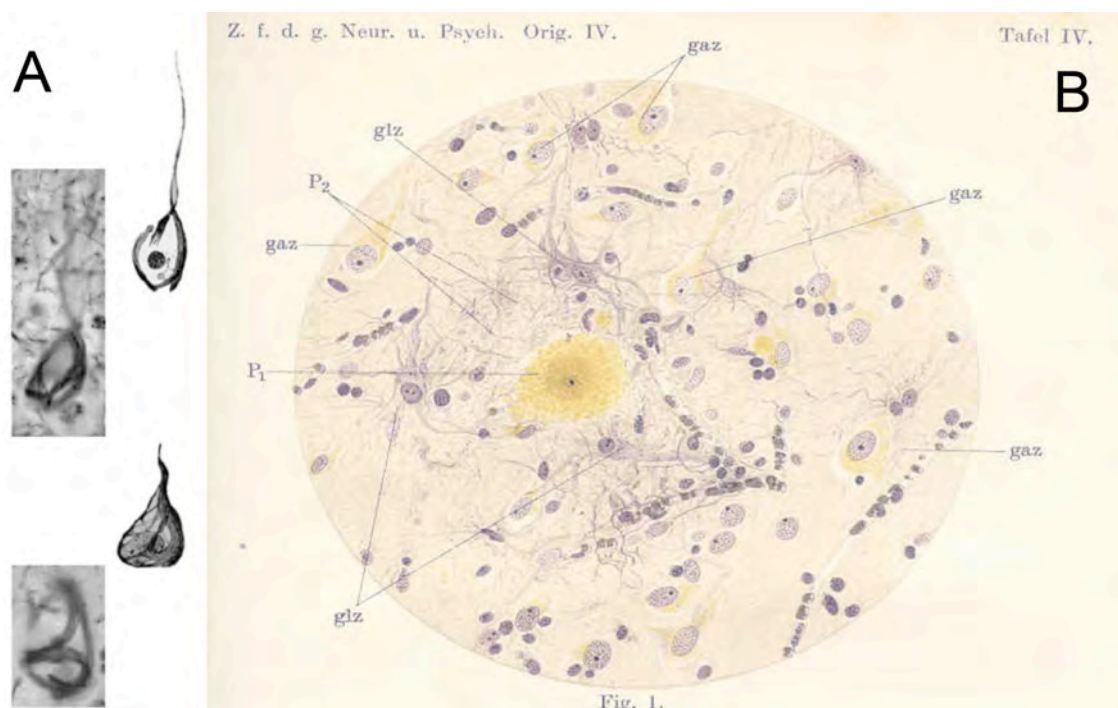 A
Z. f. d. g. Neur. u. Psych. Orig. IV.
Tafel IV.
B
gaz
glz
P₂
gaz
gaz
P₁
gaz
glz
Fig. 1.